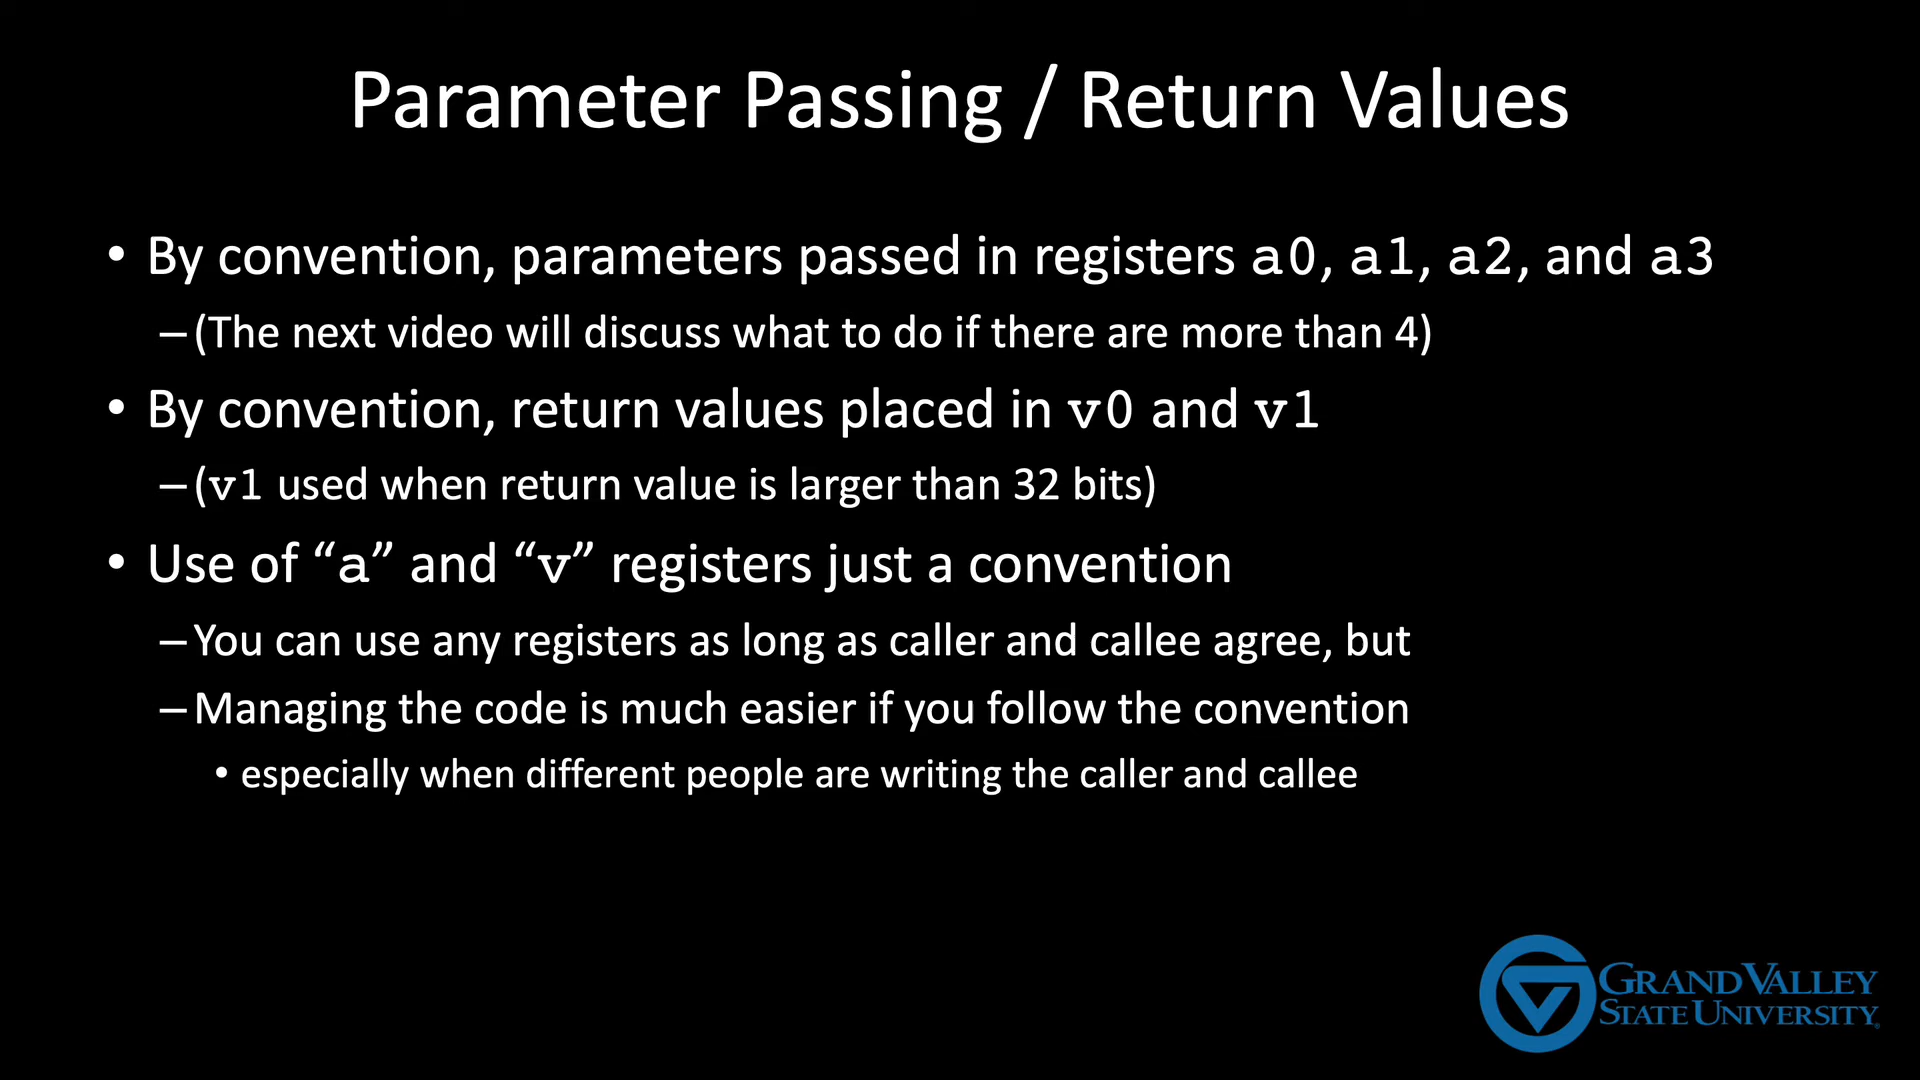 Parameter Passing / Return Values
• By convention, parameters passed in registers a0, a1, a2, and a3
– (The next video will discuss what to do if there are more than 4)
• By convention, return values placed in v0 and v1
– (v1 used when return value is larger than 32 bits)
• Use of “a” and “v” registers just a convention
– You can use any registers as long as caller and callee agree, but
– Managing the code is much easier if you follow the convention
• especially when different people are writing the caller and callee
GRAND VALLEY
STATE UNIVERSITY®